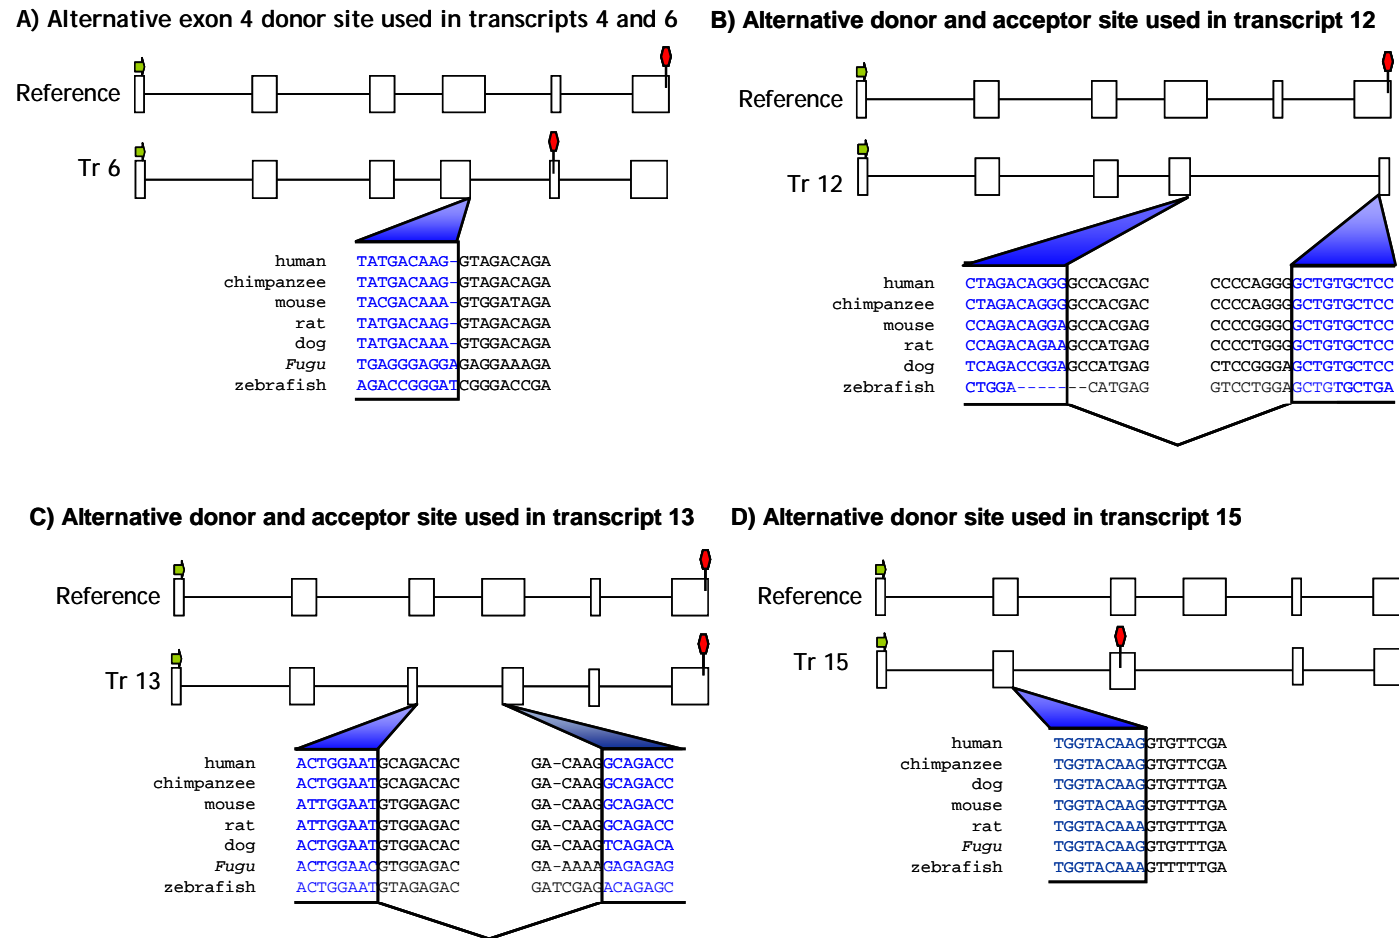 A) Alternative exon 4 donor site used in transcripts 4 and 6
Reference
Tr 6
human TATGACAAG-GTAGACAGA
chimpanzee TATGACAAG-GTAGACAGA
mouse TACGACAAA-GTGGATAGA
rat TATGACAAG-GTAGACAGA
dog TATGACAAA-GTGGACAGA
Fugu TGAGGGAGGAGAGGAAAGA
zebrafish AGACCGGGATCGGGACCGA
B) Alternative donor and acceptor site used in transcript 12
Reference
Tr 12
human CTAGACAGGGGCCACGAC CCCCAGGGGCTGTGCTCC
chimpanzee CTAGACAGGGGCCACGAC CCCCAGGGGCTGTGCTCC
mouse CCAGACAGGAGCCACGAG CCCCGGGCGCTGTGCTCC
rat CCAGACAGAAGCCATGAG CCCCTGGGGCTGTGCTCC
dog TCAGACCGGAGCCATGAG CTCCGGGAGCTGTGCTCC
zebrafish CTGGA-------CATGAG GTCCTGGAGCTGTGCTGA
C) Alternative donor and acceptor site used in transcript 13
Reference
Tr 13
human ACTGGAATGCAGACAC GA-CAAGGCAGACC
chimpanzee ACTGGAATGCAGACAC GA-CAAGGCAGACC
mouse ATTGGAATGTGGAGAC GA-CAAGGCAGACC
rat ATTGGAATGTGGAGAC GA-CAAGGCAGACC
dog ACTGGAATGTGGACAC GA-CAAGTCAGACA
Fugu ACTGGAACGTGGAGAC GA-AAAAGAGAGAG
zebrafish ACTGGAATGTAGAGAC GATCGAGACAGAGC
D) Alternative donor site used in transcript 15
Reference
Tr 15
human TGGTACAAGGTGTTCGA
chimpanzee TGGTACAAGGTGTTCGA
dog TGGTACAAGGTGTTTGA
mouse TGGTACAAGGTGTTTGA
rat TGGTACAAAGTGTTTGA
Fugu TGGTACAAGGTGTTTGA
zebrafish TGGTACAAAGTTTTTGA